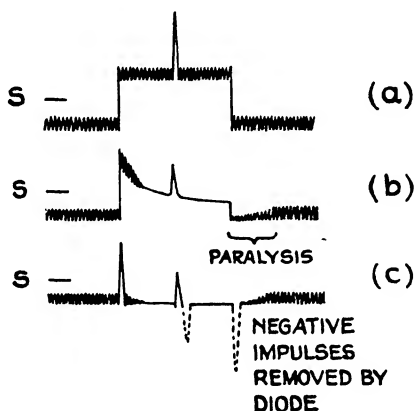 S (a)
S (b)
PARALYSIS
S (c)
NEGATIVE
IMPULSES
REMOVED BY
DIODE